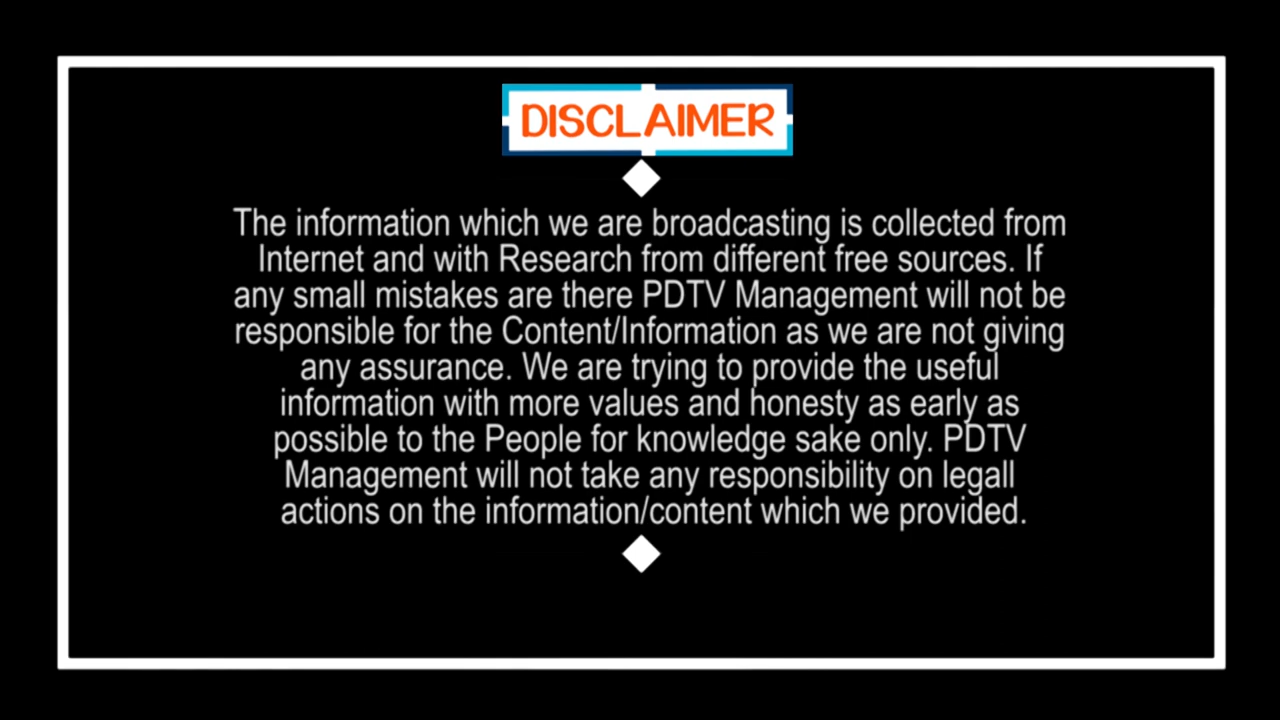 DISCLAIMER
The information which we are broadcasting is collected from
Internet and with Research from different free sources. If
any small mistakes are there PDTV Management will not be
responsible for the Content/Information as we are not giving
any assurance. We are trying to provide the useful
information with more values and honesty as early as
possible to the People for knowledge sake only. PDTV
Management will not take any responsibility on legall
actions on the information/content which we provided.